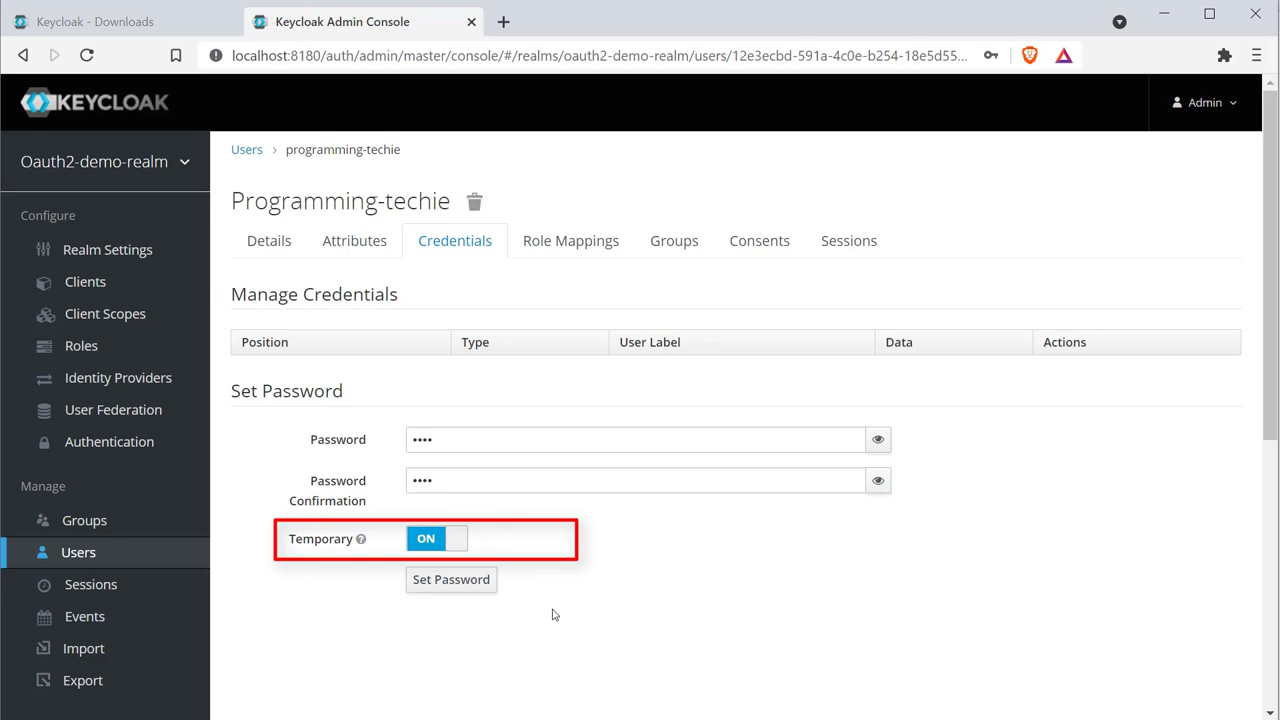 Keycloak - Downloads
Keycloak Admin Console
localhost:8180/auth/admin/master/console/#/realms/oauth2-demo-realm/users/12e3ecbd-591a-4c0e-b254-18e5d55...
KEYCLOAK
Admin
Oauth2-demo-realm
Configure
Realm Settings
Clients
Client Scopes
Roles
Identity Providers
User Federation
Authentication
Manage
Groups
Users
Sessions
Events
Import
Export
Users
programming-techie
Programming-techie
Details
Attributes
Credentials
Role Mappings
Groups
Consents
Sessions
Manage Credentials
Position
Type
User Label
Data
Actions
Set Password
Password
••••
Password
Confirmation
••••
Temporary
ON
Set Password